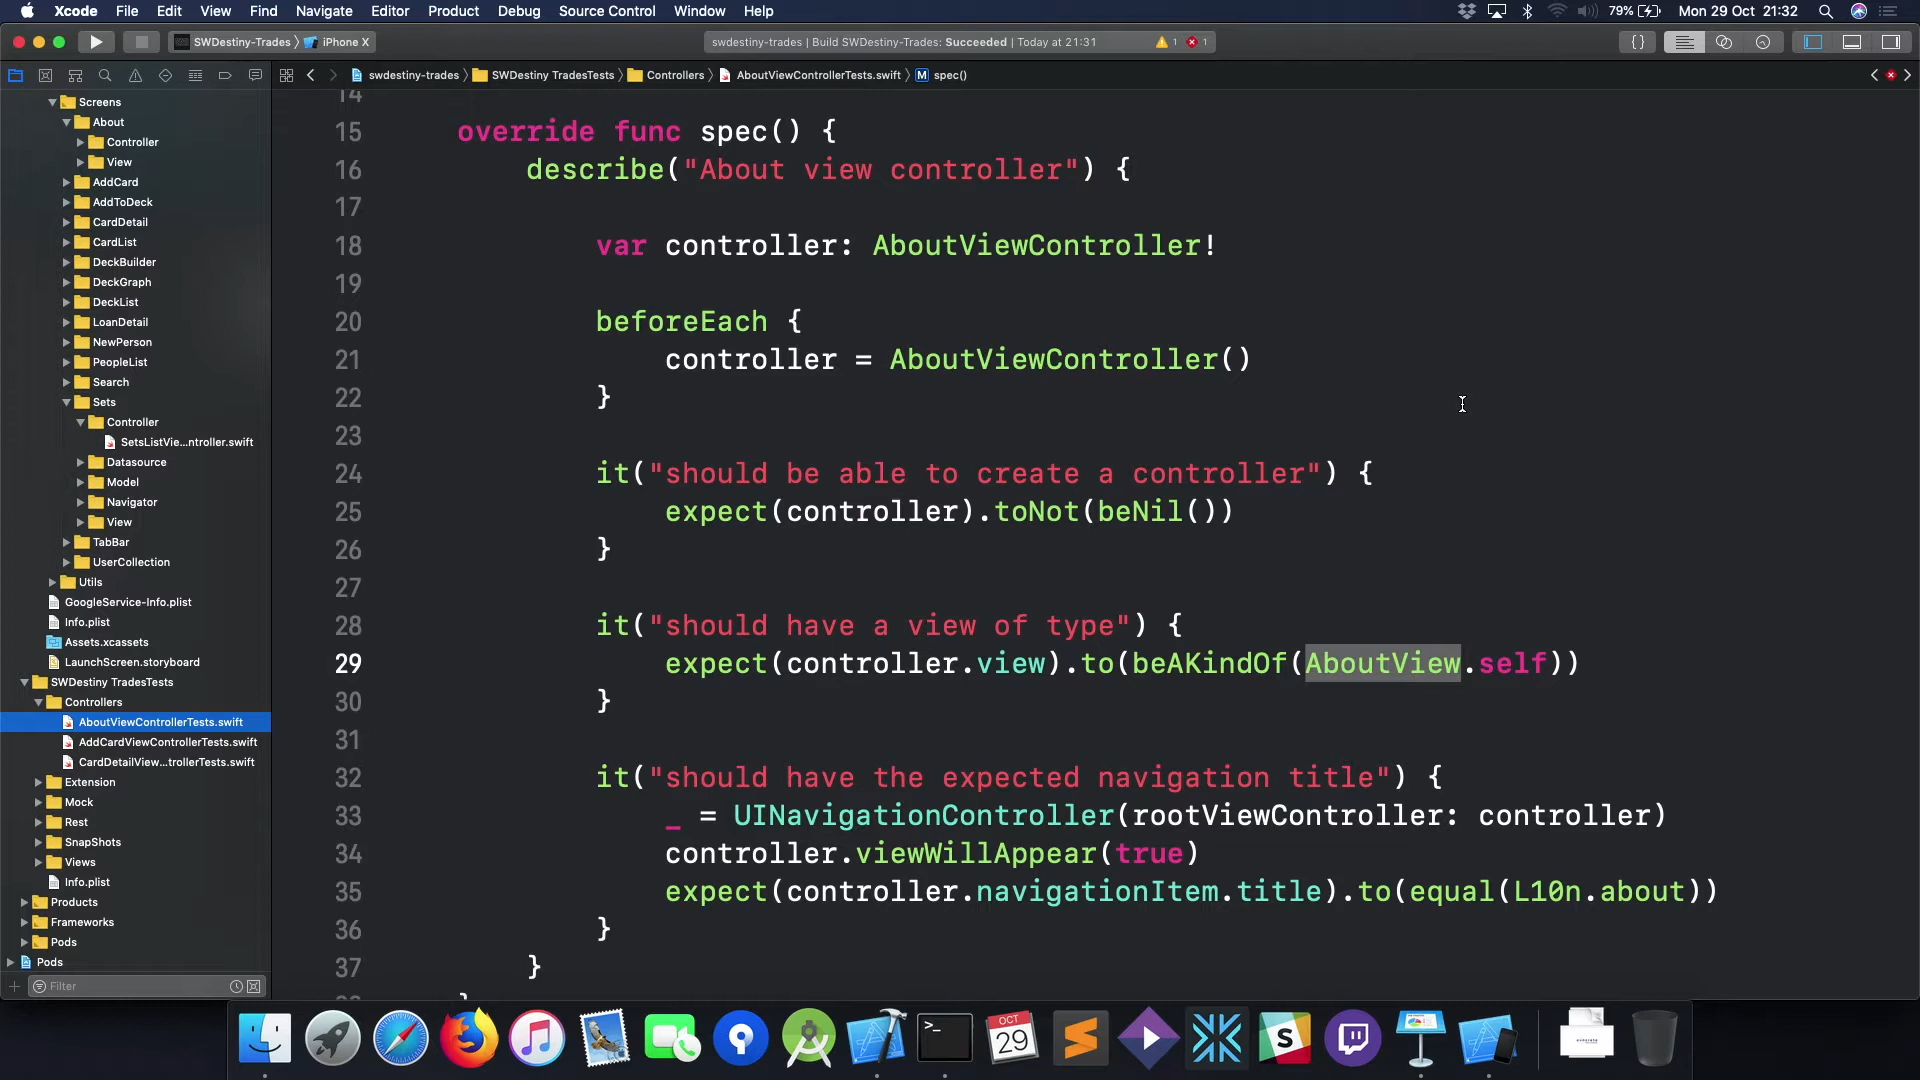 Xcode File Edit View Find Navigate Editor Product Debug Source Control Window Help 79% Mon 29 Oct 21:32
SWDestiny-Trades iPhone X swdestiny-trades | Build SWDestiny-Trades: Succeeded | Today at 21:31 1 1 {}
swdestiny-trades SWDestiny TradesTests Controllers AboutViewControllerTests.swift M spec()
Screens
About
Controller
View
AddCard
AddToDeck
CardDetail
CardList
DeckBuilder
DeckGraph
DeckList
LoanDetail
NewPerson
PeopleList
Search
Sets
Controller
SetsListVie...ntroller.swift
Datasource
Model
Navigator
View
TabBar
UserCollection
Utils
GoogleService-Info.plist
Info.plist
Assets.xcassets
LaunchScreen.storyboard
SWDestiny TradesTests
Controllers
AboutViewControllerTests.swift
AddCardViewControllerTests.swift
CardDetailView...trollerTests.swift
Extension
Mock
Rest
SnapShots
Views
Info.plist
Products
Frameworks
Pods
Pods
Filter
14
15 override func spec() {
16 describe("About view controller") {
17
18 var controller: AboutViewController!
19
20 beforeEach {
21 controller = AboutViewController()
22 }
23
24 it("should be able to create a controller") {
25 expect(controller).toNot(beNil())
26 }
27
28 it("should have a view of type") {
29 expect(controller.view).to(beAKindOf(AboutView.self))
30 }
31
32 it("should have the expected navigation title") {
33 _ = UINavigationController(rootViewController: controller)
34 controller.viewWillAppear(true)
35 expect(controller.navigationItem.title).to(equal(L10n.about))
36 }
37 }
OCT
29